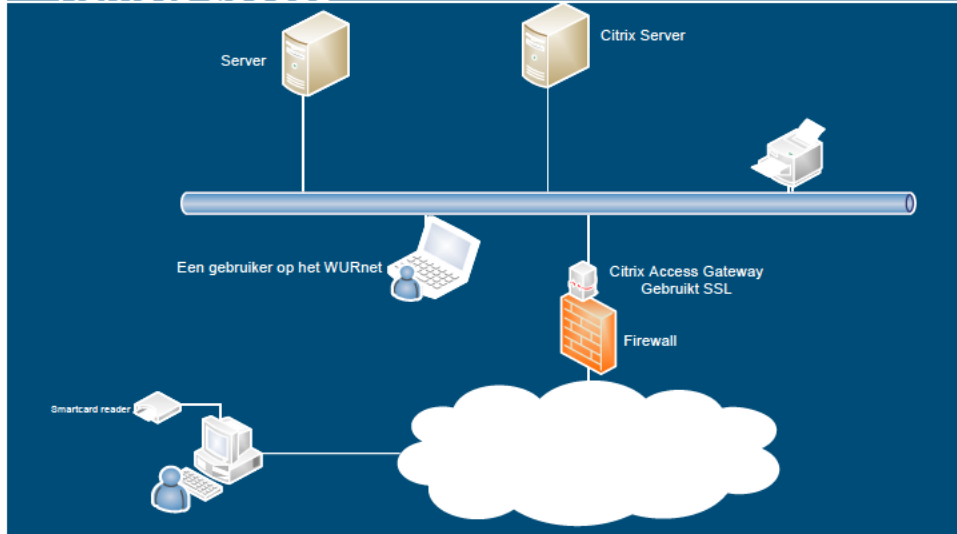 Server
Citrix Server
Een gebruiker op het WURnet
Citrix Access Gateway
Gebruikt SSL
Firewall
Smartcard reader